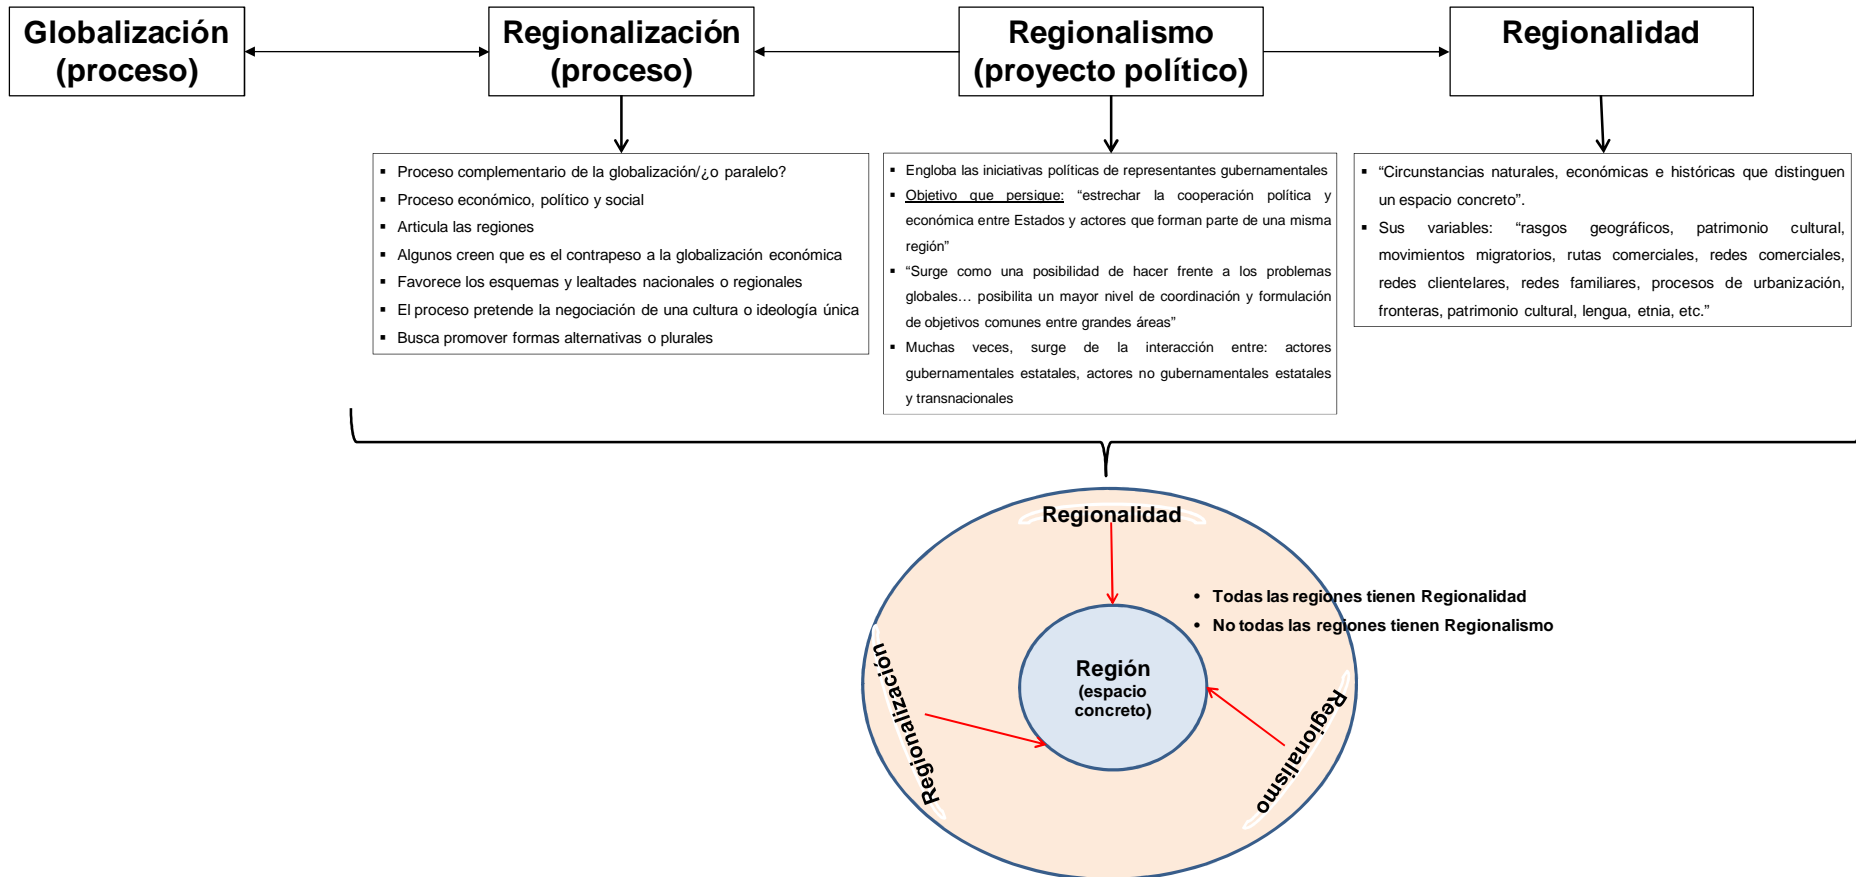 Globalización
(proceso)
Regionalización
(proceso)
Regionalismo
(proyecto político)
Regionalidad
▪ Proceso complementario de la globalización/¿o paralelo?
▪ Proceso económico, político y social
▪ Articula las regiones
▪ Algunos creen que es el contrapeso a la globalización económica
▪ Favorece los esquemas y lealtades nacionales o regionales
▪ El proceso pretende la negociación de una cultura o ideología única
▪ Busca promover formas alternativas o plurales
▪ Engloba las iniciativas políticas de representantes gubernamentales
▪ Objetivo que persigue: “estrechar la cooperación política y
económica entre Estados y actores que forman parte de una misma
región”
▪ “Surge como una posibilidad de hacer frente a los problemas
globales… posibilita un mayor nivel de coordinación y formulación
de objetivos comunes entre grandes áreas”
▪ Muchas veces, surge de la interacción entre: actores
gubernamentales estatales, actores no gubernamentales estatales
y transnacionales
▪ “Circunstancias naturales, económicas e históricas que distinguen
un espacio concreto”.
▪ Sus variables: “rasgos geográficos, patrimonio cultural,
movimientos migratorios, rutas comerciales, redes comerciales,
redes clientelares, redes familiares, procesos de urbanización,
fronteras, patrimonio cultural, lengua, etnia, etc.”
Regionalidad
• Todas las regiones tienen Regionalidad
• No todas las regiones tienen Regionalismo
Regionalización
Región
(espacio
concreto)
Regionalismo